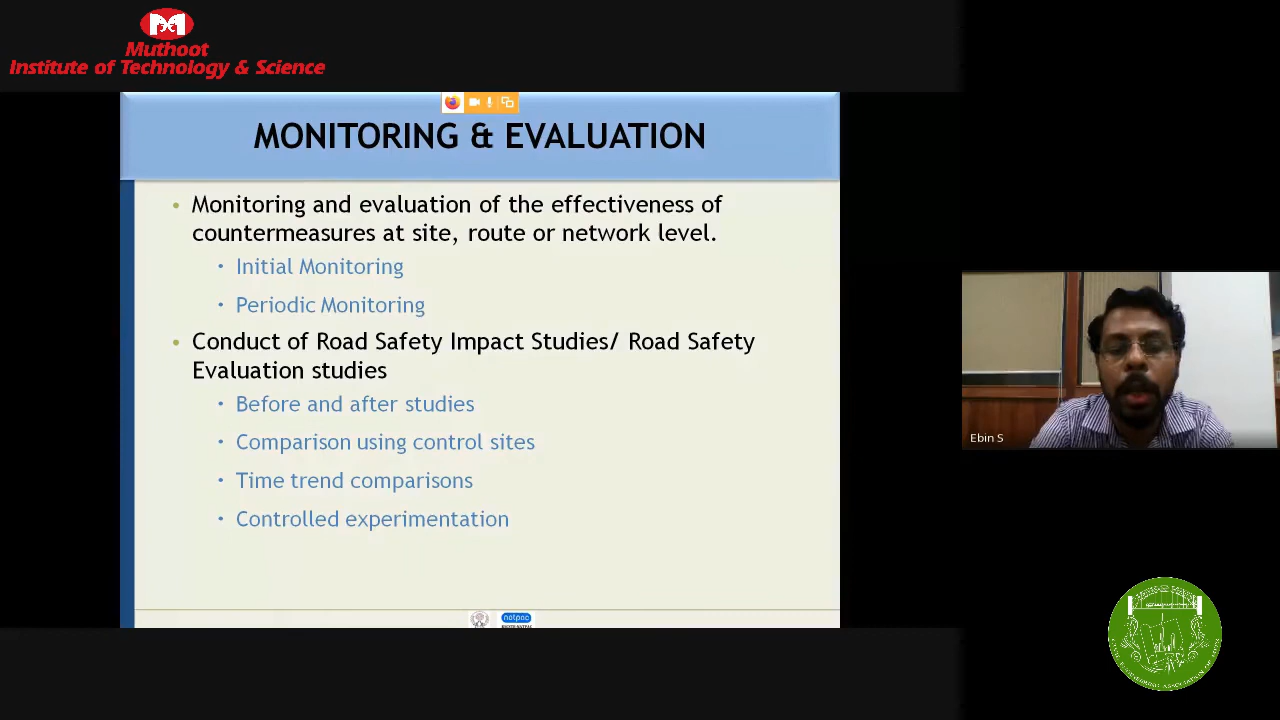 Muthoot
Institute of Technology & Science
MONITORING & EVALUATION
• Monitoring and evaluation of the effectiveness of
countermeasures at site, route or network level.
• Initial Monitoring
• Periodic Monitoring
• Conduct of Road Safety Impact Studies/ Road Safety
Evaluation studies
• Before and after studies
• Comparison using control sites
• Time trend comparisons
• Controlled experimentation
natpac
Ebin S